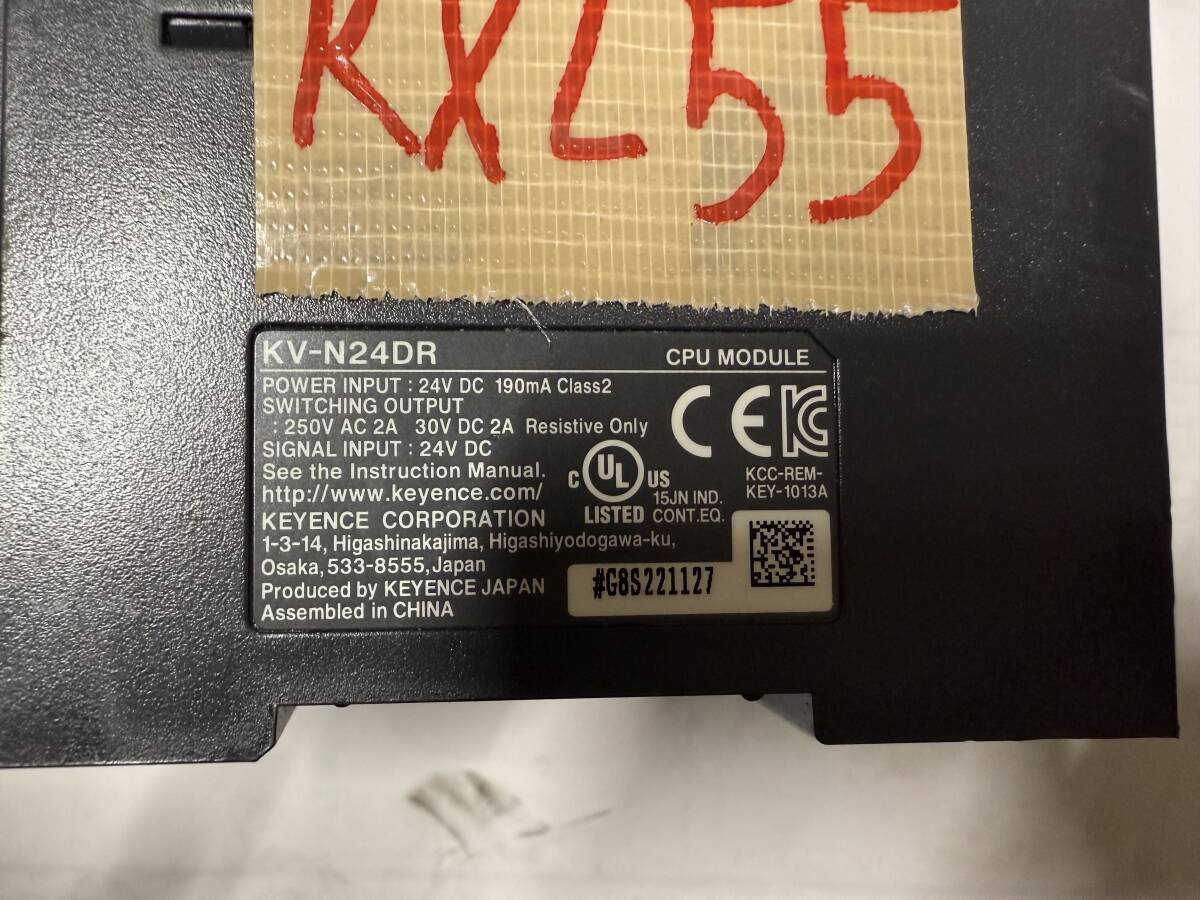 KXL55
KV-N24DR CPU MODULE
POWER INPUT : 24V DC 190mA Class2
SWITCHING OUTPUT
: 250V AC 2A 30V DC 2A Resistive Only
SIGNAL INPUT : 24V DC
See the Instruction Manual.
http://www.keyence.com/
CE
C UL US
LISTED
15JN IND.
CONT.EQ.
KCC-REM-
KEY-1013A
KEYENCE CORPORATION
1-3-14, Higashinakajima, Higashiyodogawa-ku,
Osaka, 533-8555, Japan
Produced by KEYENCE JAPAN
Assembled in CHINA
#G8S221127